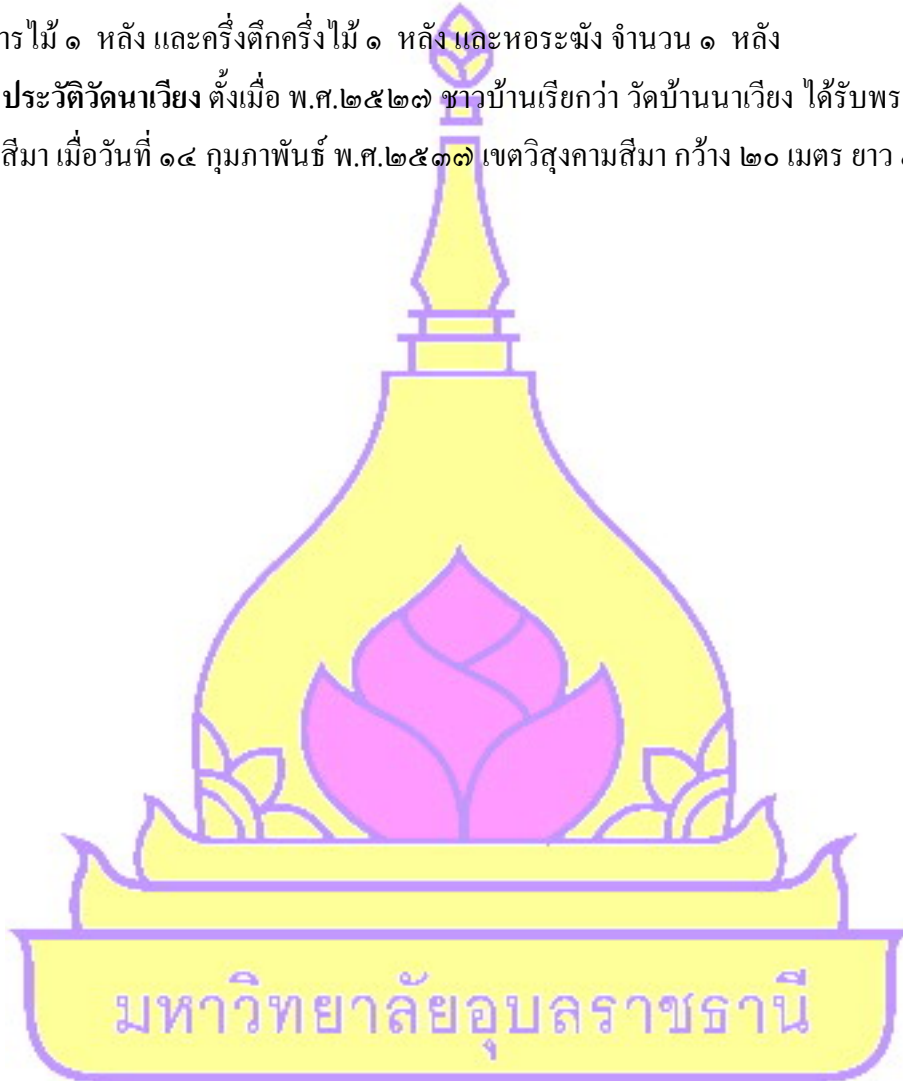 ารไม้ ๑ หลัง และครึ่งตึกครึ่งไม้ ๑ หลัง และหอระฆัง จำนวน ๑ หลัง
ประวัติวัดนาเวียง ตั้งเมื่อ พ.ศ.๒๕๒๗ ชาวบ้านเรียกว่า วัดบ้านนาเวียง ได้รับพร
สีมา เมื่อวันที่ ๑๔ กุมภาพันธ์ พ.ศ.๒๕๓๗ เขตวิสุงคามสีมา กว้าง ๒๐ เมตร ยาว
มหาวิทยาลัยอุบลราชธานี